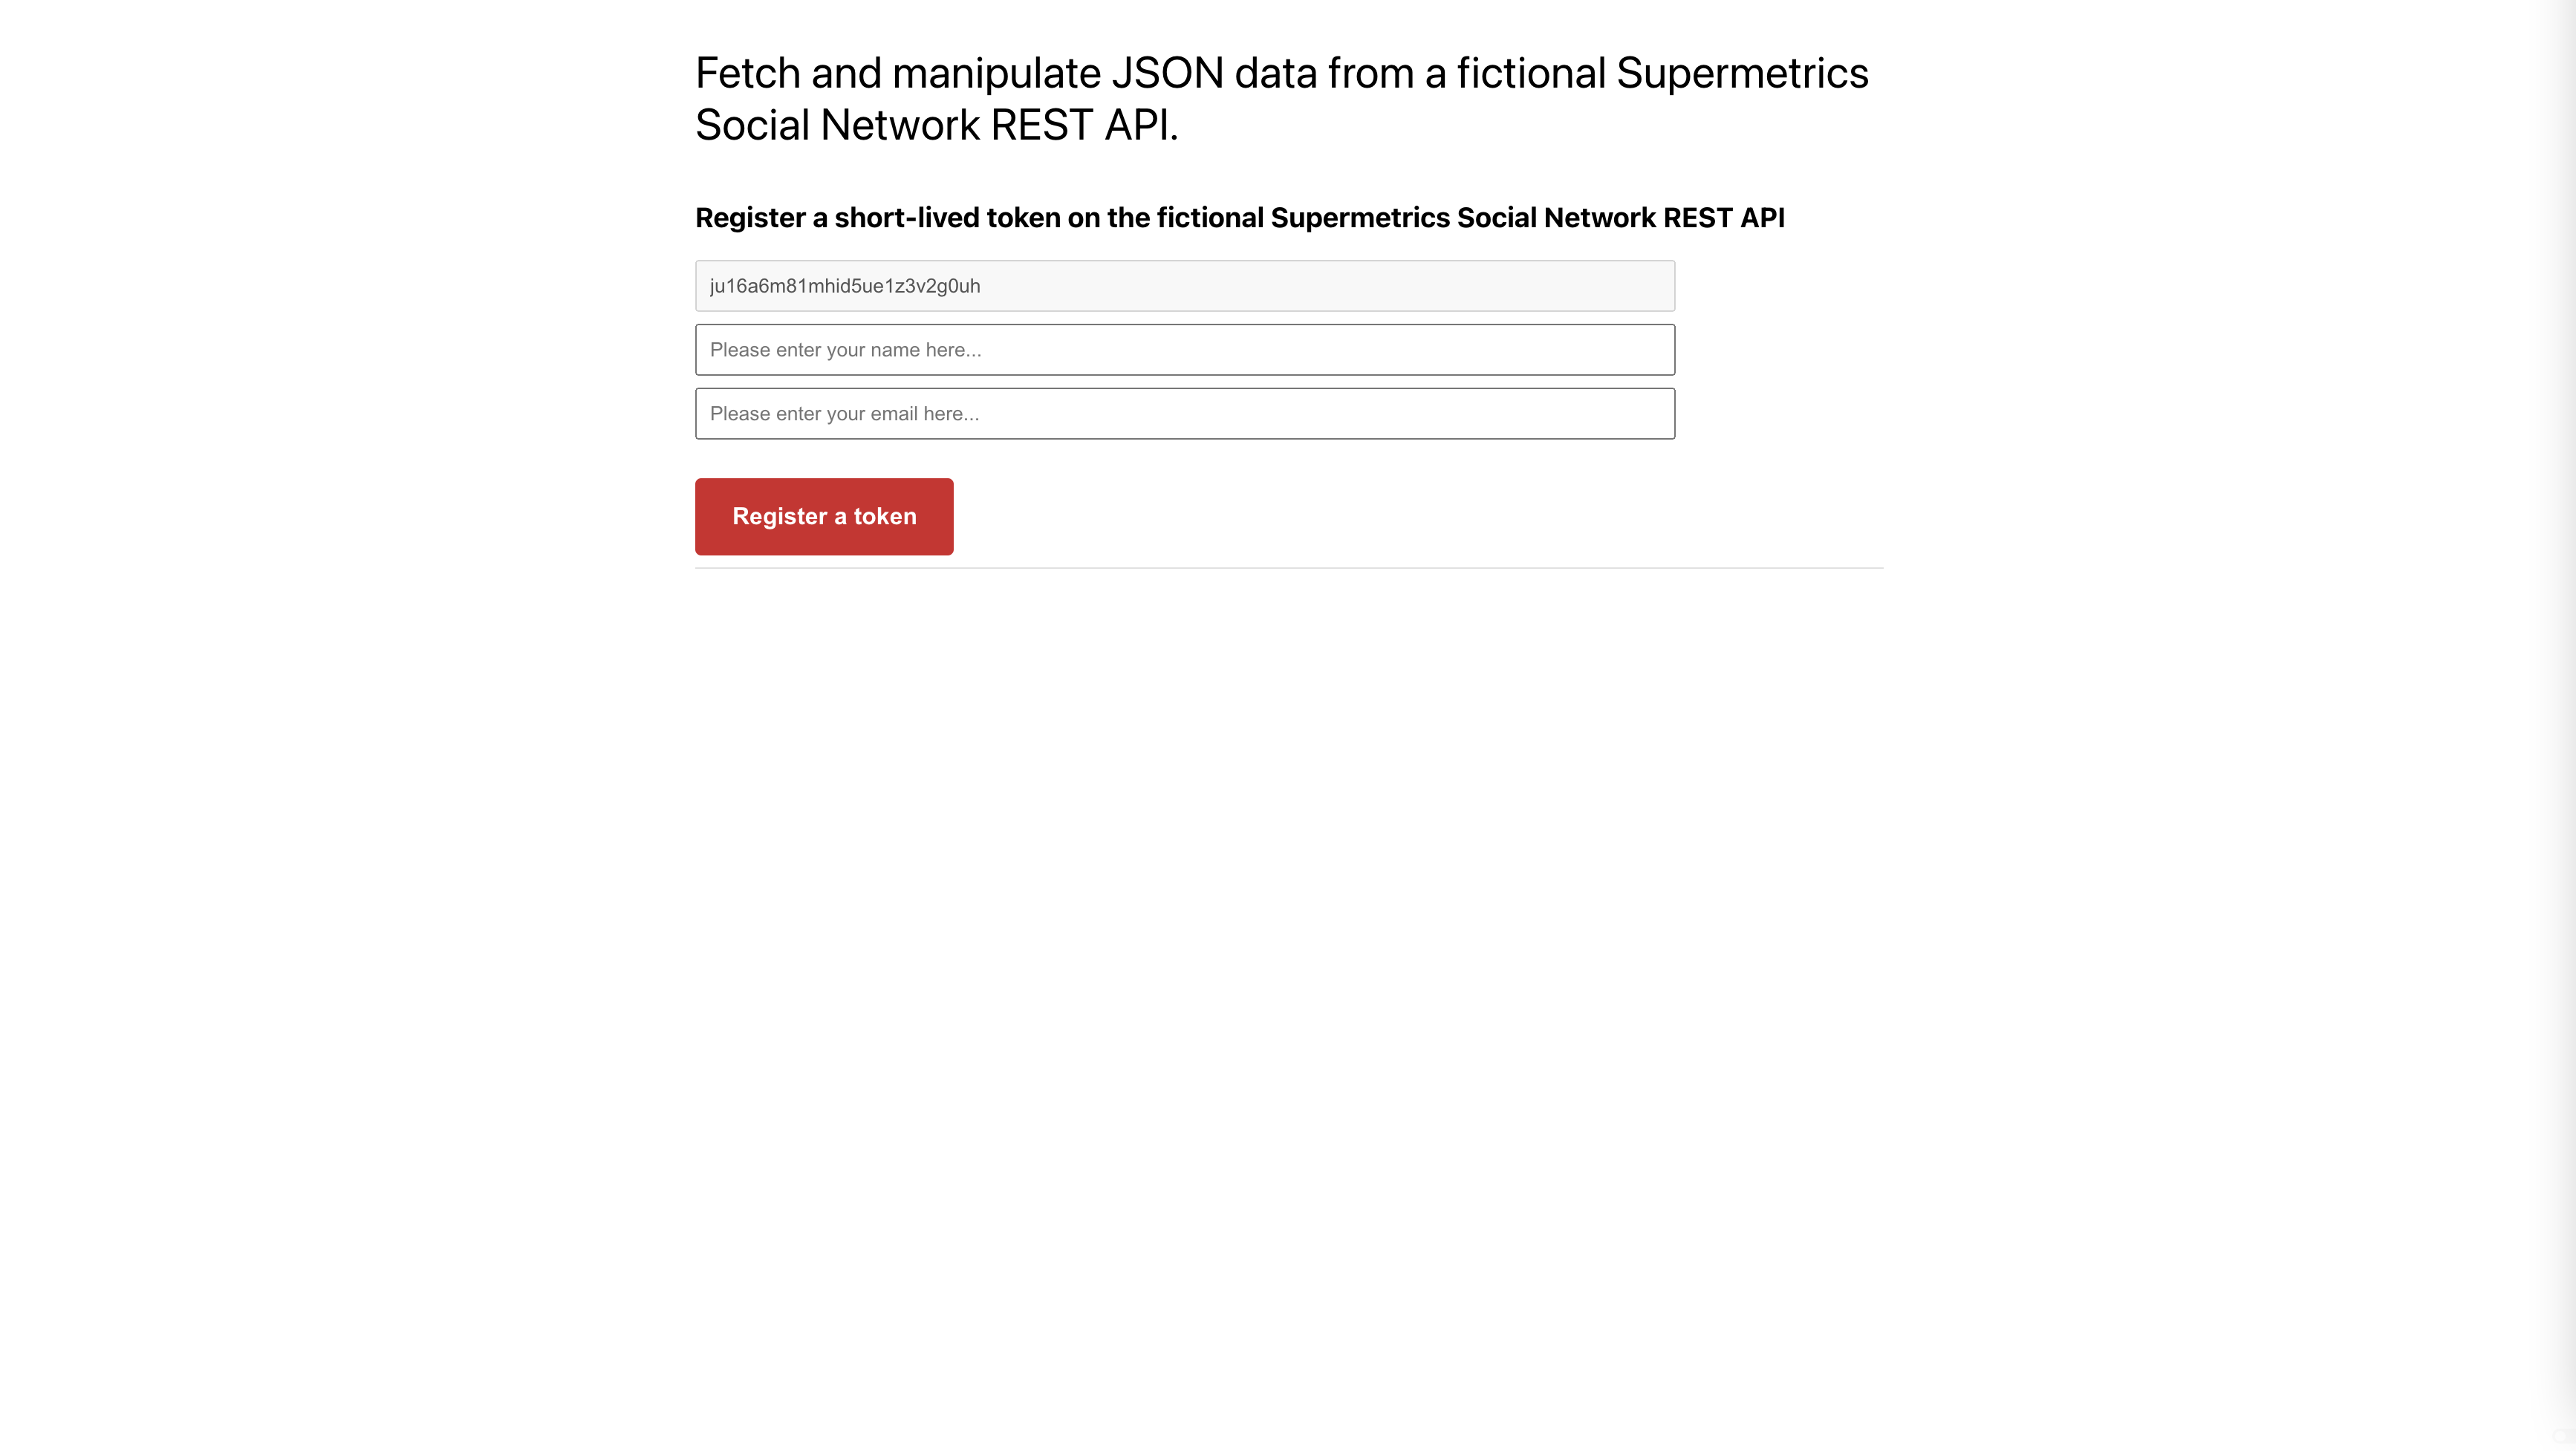 Fetch and manipulate JSON data from a fictional Supermetrics
Social Network REST API.
Register a short-lived token on the fictional Supermetrics Social Network REST API
ju16a6m81mhid5ue1z3v2g0uh
Please enter your name here...
Please enter your email here...
Register a token